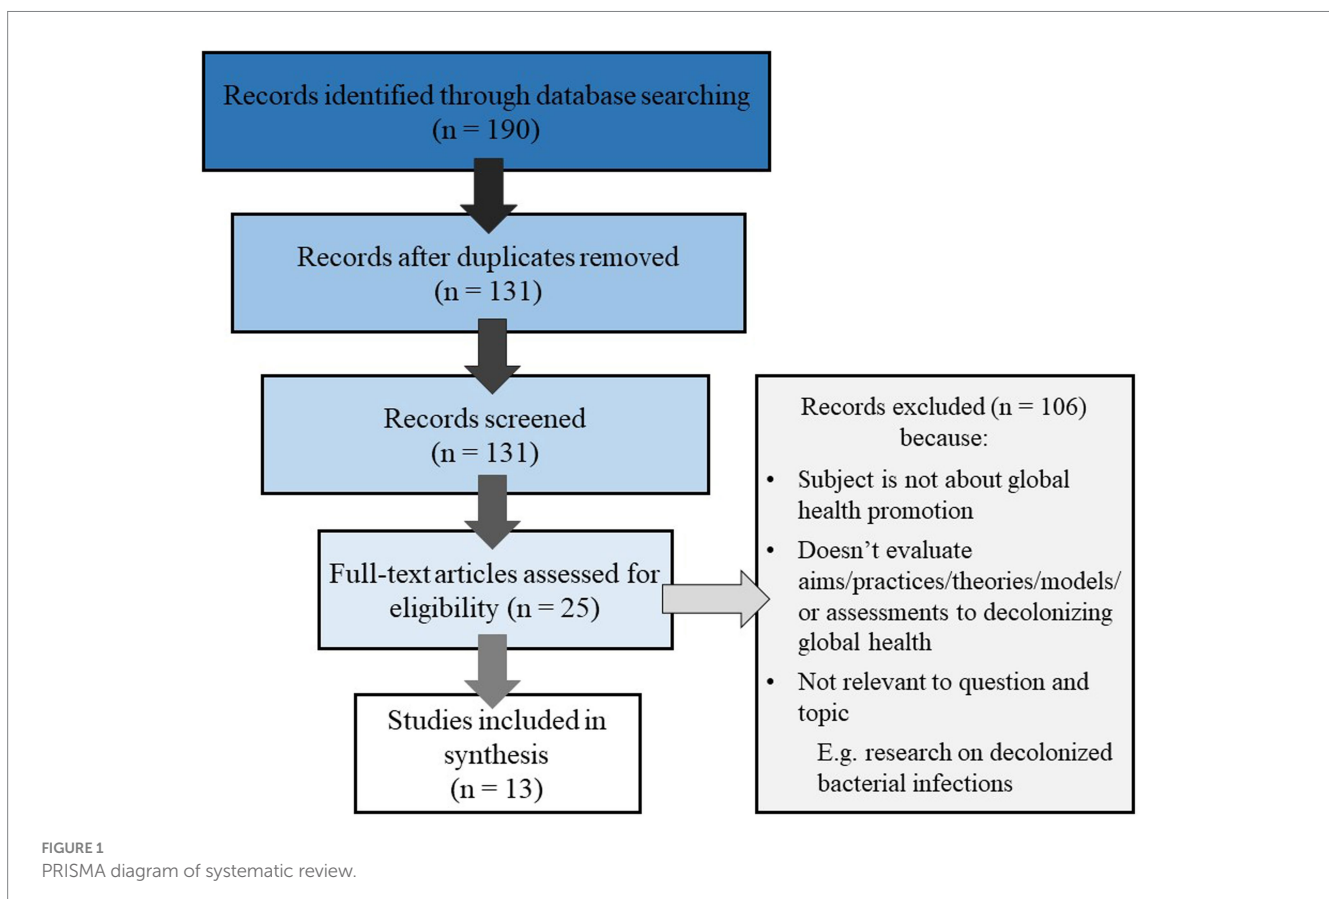 Records identified through database searching
(n = 190)
Records after duplicates removed
(n = 131)
Records screened
(n = 131)
Full-text articles assessed for
eligibility (n = 25)
Studies included in
synthesis
(n = 13)
Records excluded (n = 106)
because:
• Subject is not about global
health promotion
• Doesn’t evaluate
aims/practices/theories/models/
or assessments to decolonizing
global health
• Not relevant to question and
topic
E.g. research on decolonized
bacterial infections
FIGURE 1
PRISMA diagram of systematic review.